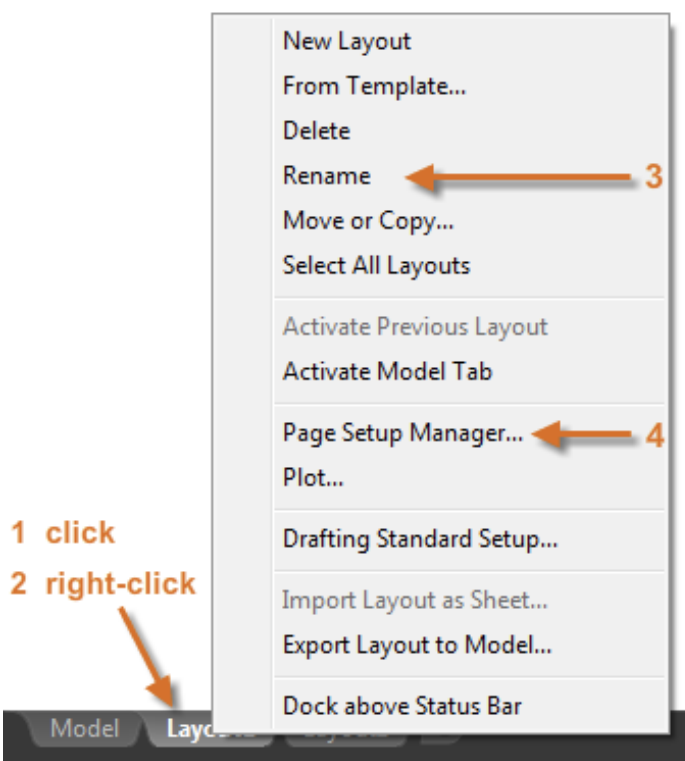 New Layout
From Template...
Delete
Rename
3
Move or Copy...
Select All Layouts
Activate Previous Layout
Activate Model Tab
Page Setup Manager...
4
Plot...
1 click
Drafting Standard Setup...
2 right-click
Import Layout as Sheet...
Export Layout to Model...
Dock above Status Bar
Model